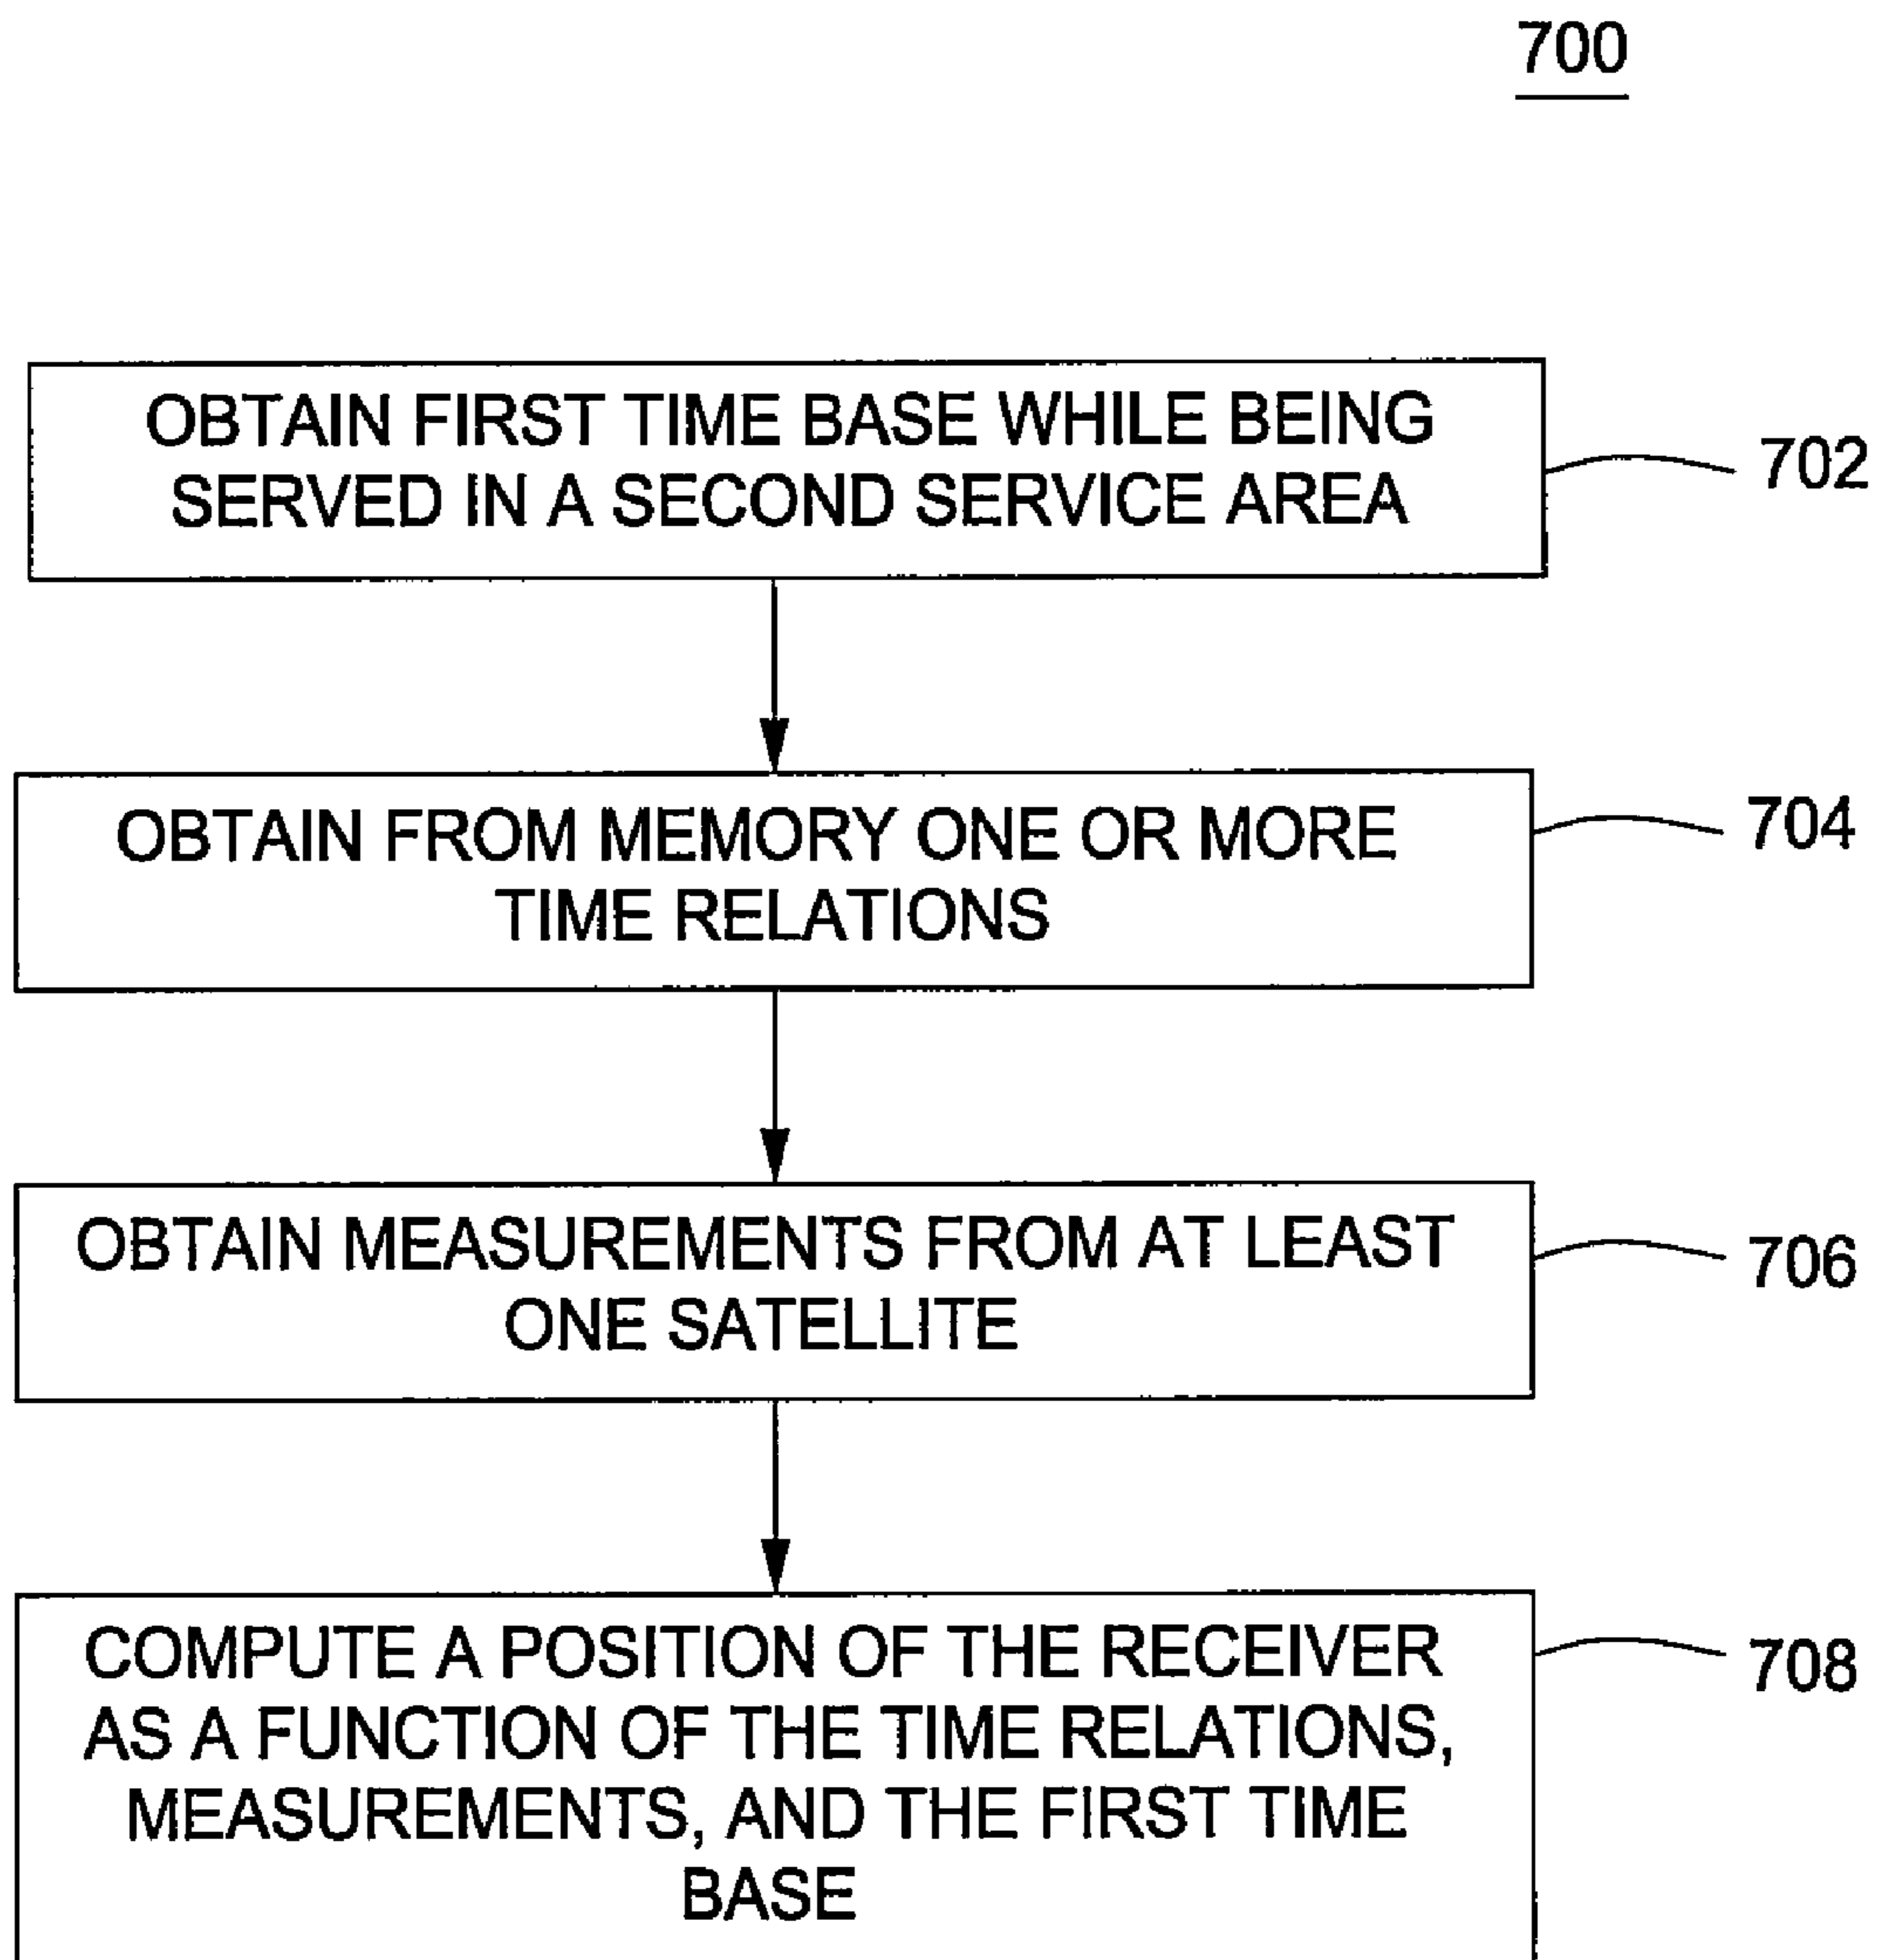 700
OBTAIN FIRST TIME BASE WHILE BEING
SERVED IN A SECOND SERVICE AREA
702
OBTAIN FROM MEMORY ONE OR MORE
TIME RELATIONS
704
OBTAIN MEASUREMENTS FROM AT LEAST
ONE SATELLITE
706
COMPUTE A POSITION OF THE RECEIVER
AS A FUNCTION OF THE TIME RELATIONS,
MEASUREMENTS, AND THE FIRST TIME
BASE
708